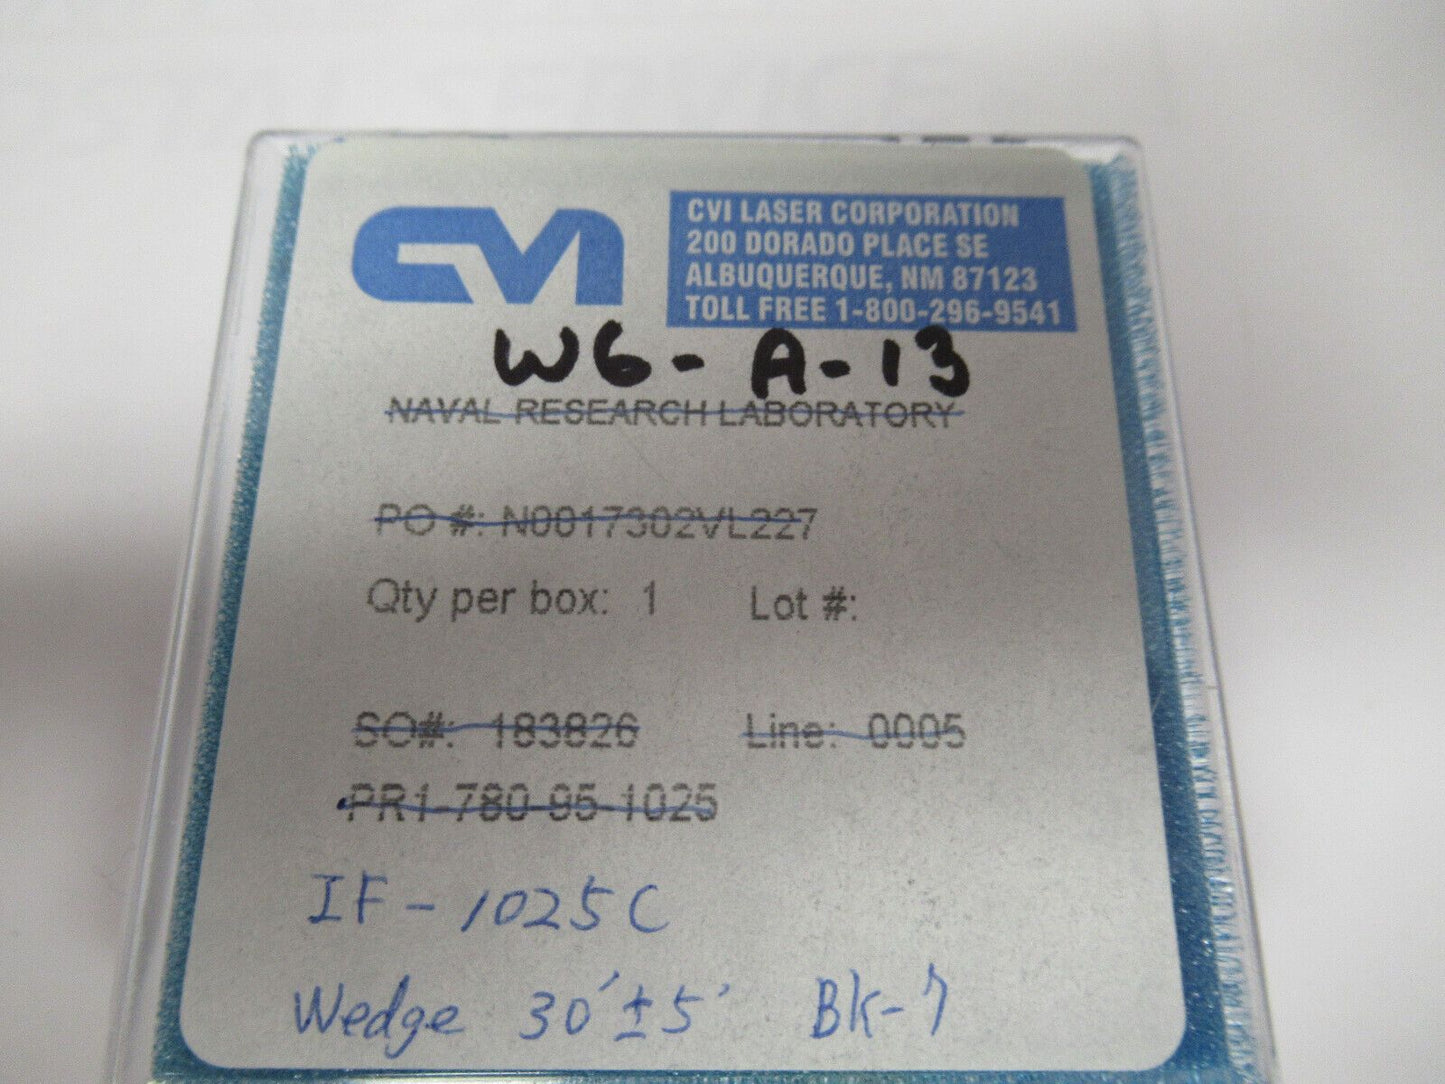 CVI
CVI LASER CORPORATION
200 DORADO PLACE SE
ALBUQUERQUE, NM 87123
TOLL FREE 1-800-296-9541
W6-A-13
NAVAL RESEARCH LABORATORY
PO #: N0017302VL227
Qty per box: 1 Lot #:
SO#: 183826 Line: 0005
PR1-780-95-1025
IF-1025C
Wedge 30'±5' BK-7